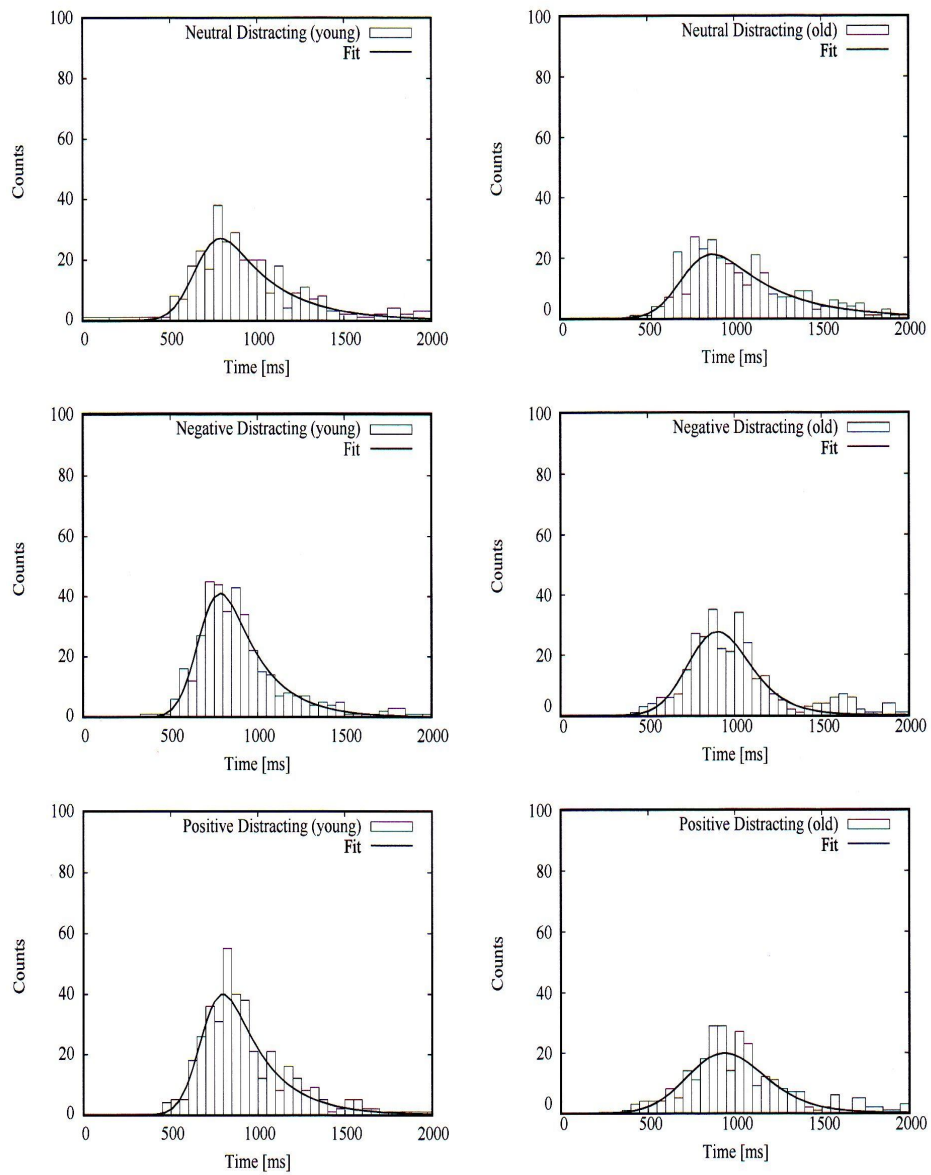 100
80
60
40
20
0
Counts
Neutral Distracting (young)
Fit
0 500 1000 1500 2000
Time [ms]
100
80
60
40
20
0
Counts
Neutral Distracting (old)
Fit
0 500 1000 1500 2000
Time [ms]
100
80
60
40
20
0
Counts
Negative Distracting (young)
Fit
0 500 1000 1500 2000
Time [ms]
100
80
60
40
20
0
Counts
Negative Distracting (old)
Fit
0 500 1000 1500 2000
Time [ms]
100
80
60
40
20
0
Counts
Positive Distracting (young)
Fit
0 500 1000 1500 2000
Time [ms]
100
80
60
40
20
0
Counts
Positive Distracting (old)
Fit
0 500 1000 1500 2000
Time [ms]